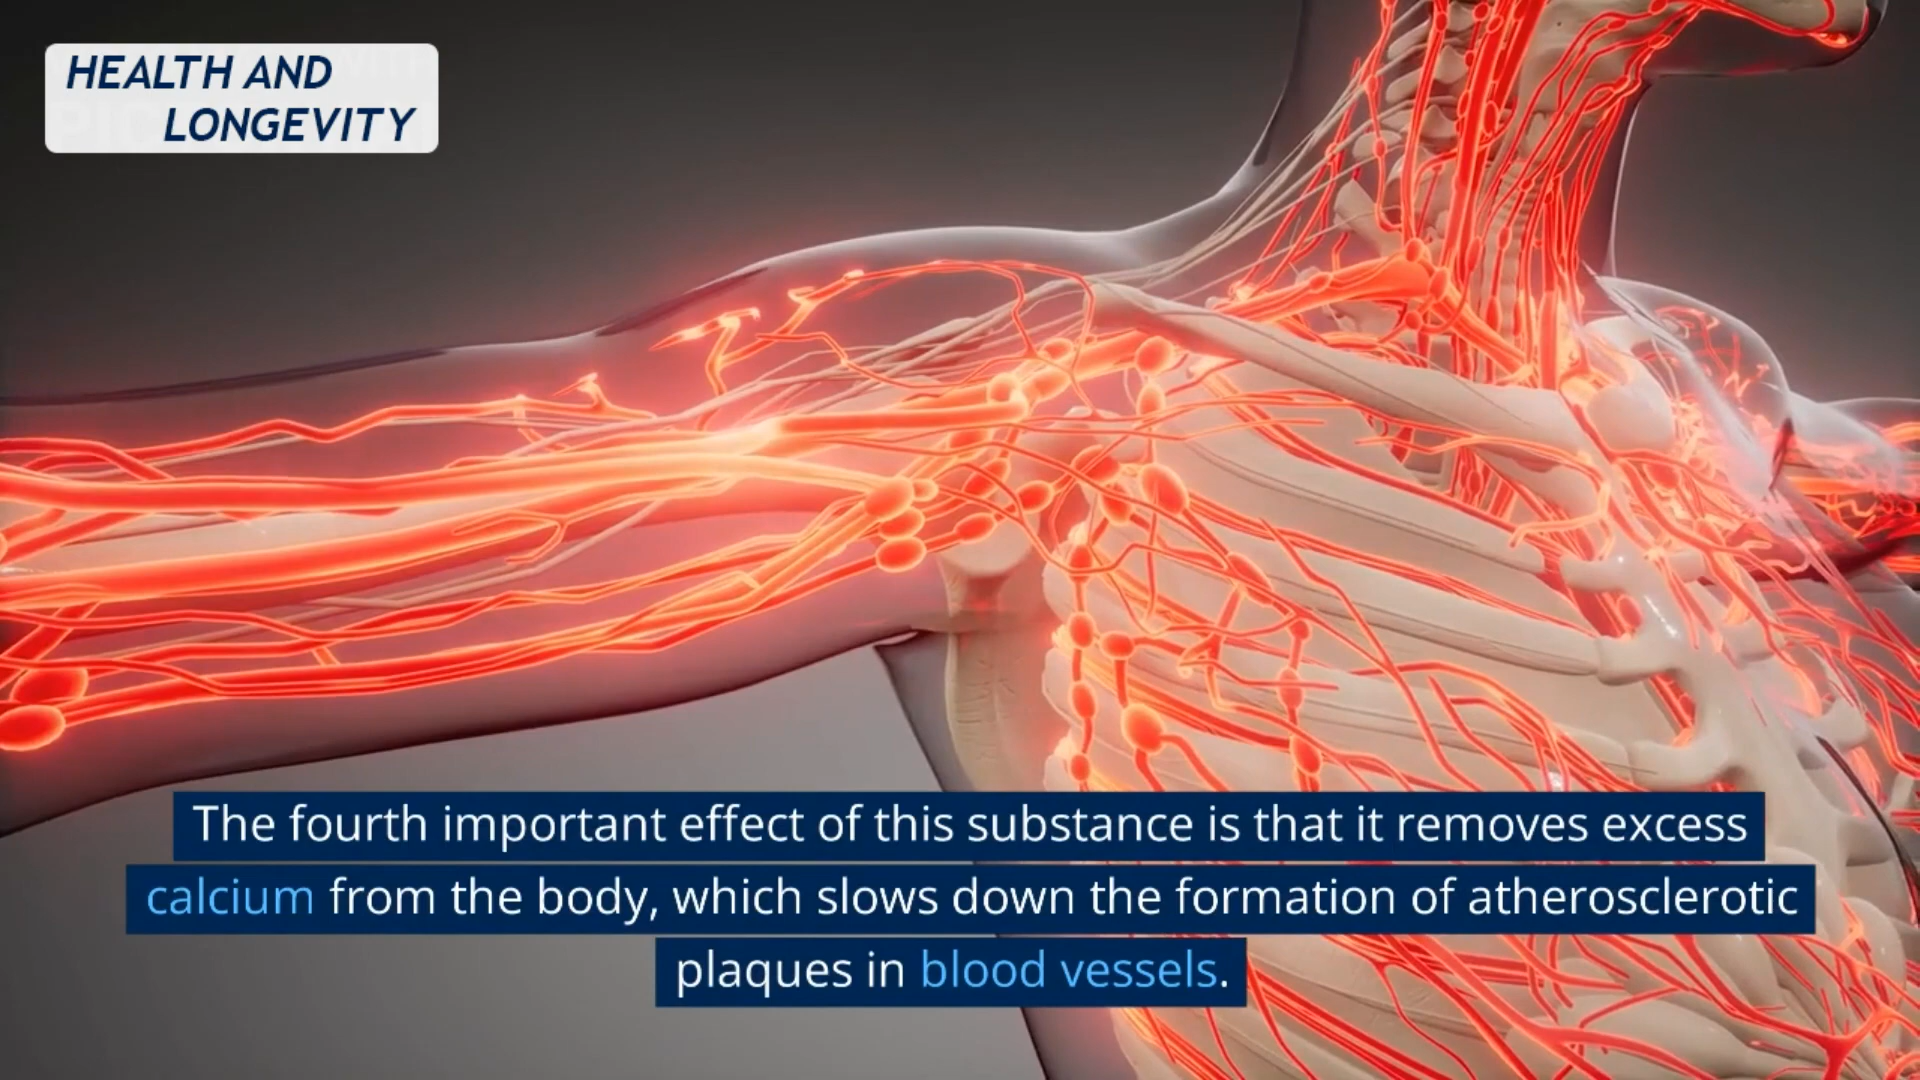 HEALTH AND
LONGEVITY
The fourth important effect of this substance is that it removes excess
calcium from the body, which slows down the formation of atherosclerotic
plaques in blood vessels.